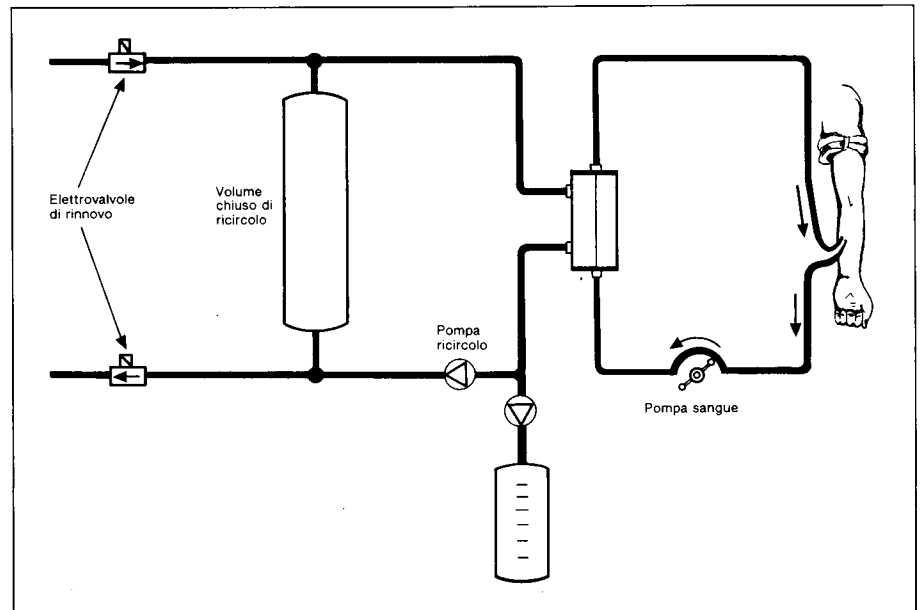 Elettrovalvole
di rinnovo
Volume
chiuso di
ricircolo
Pompa
ricircolo
Pompa sangue